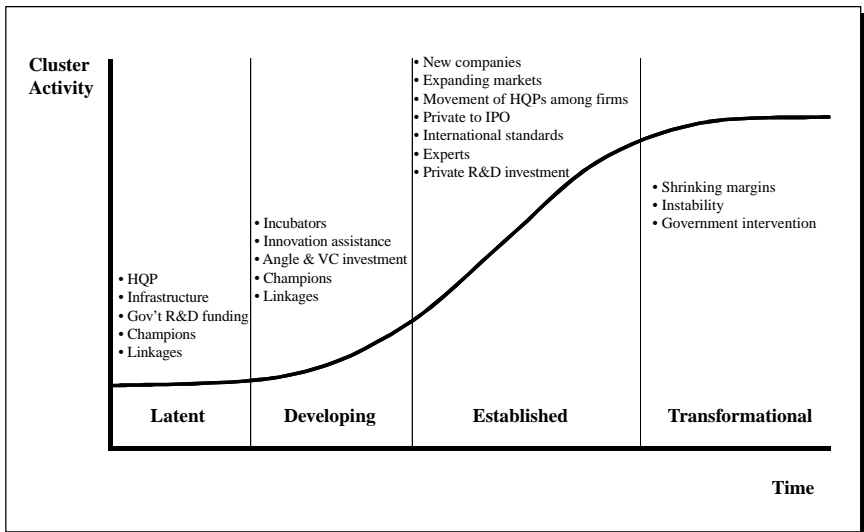 Cluster
Activity
• HQP
• Infrastructure
• Gov’t R&D funding
• Champions
• Linkages
• Incubators
• Innovation assistance
• Angle & VC investment
• Champions
• Linkages
• New companies
• Expanding markets
• Movement of HQPs among firms
• Private to IPO
• International standards
• Experts
• Private R&D investment
• Shrinking margins
• Instability
• Government intervention
Latent
Developing
Established
Transformational
Time